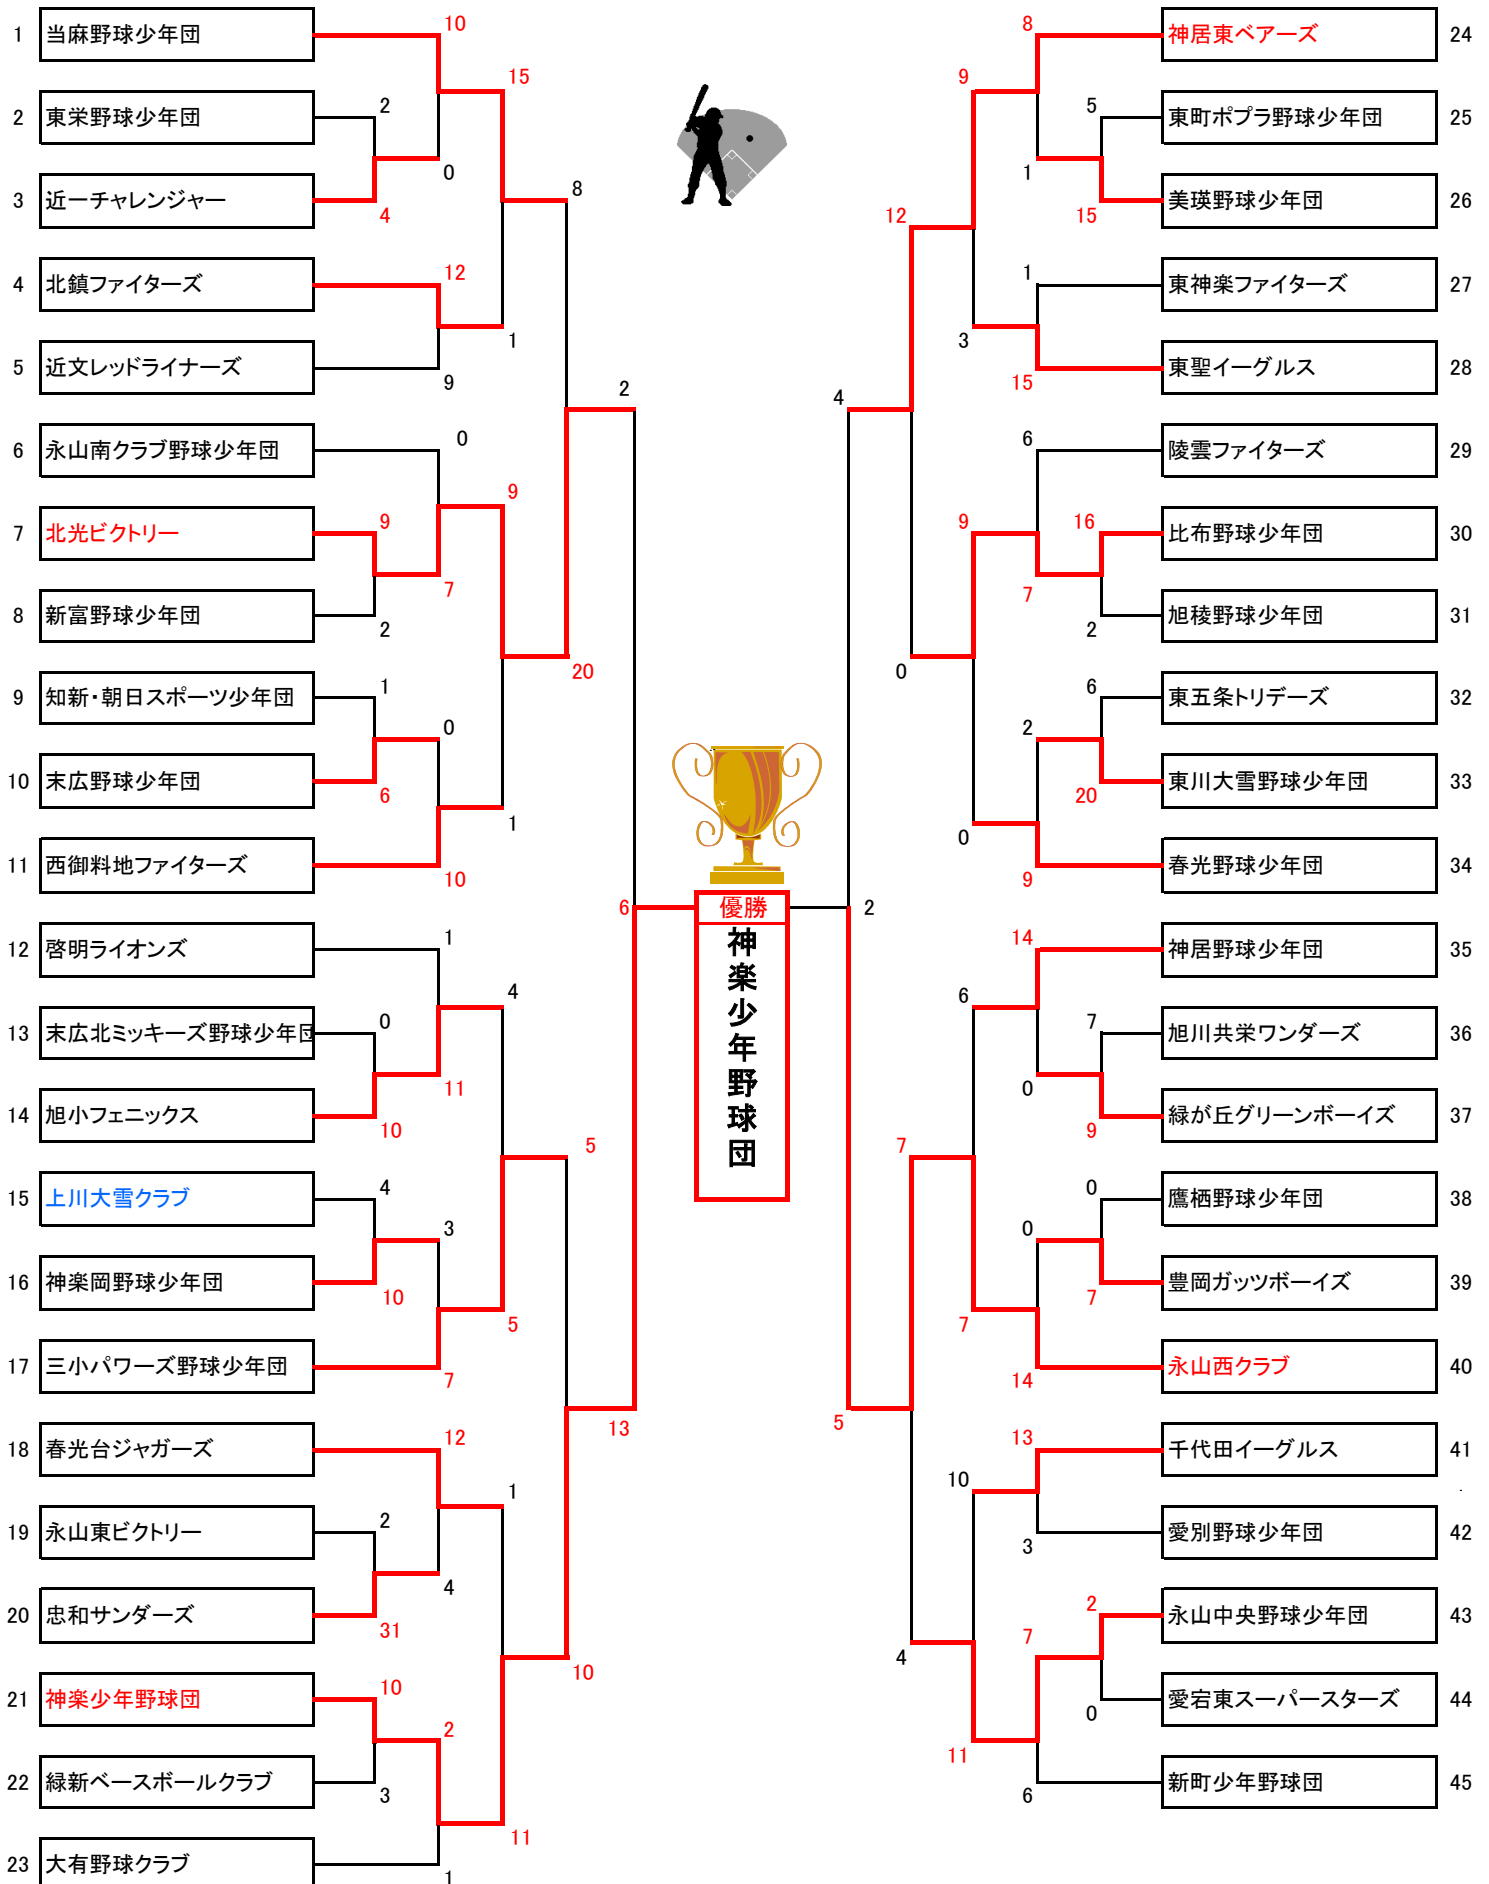 1 当麻野球少年団
2 東栄野球少年団
3 近一チャレンジャー
4 北鎮ファイターズ
5 近文レッドライナーズ
6 永山南クラブ野球少年団
7 北光ビクトリー
8 新富野球少年団
9 知新・朝日スポーツ少年団
10 末広野球少年団
11 西御料地ファイターズ
12 啓明ライオンズ
13 末広北ミッキーズ野球少年団
14 旭小フェニックス
15 上川大雪クラブ
16 神楽岡野球少年団
17 三小パワーズ野球少年団
18 春光台ジャガーズ
19 永山東ビクトリー
20 忠和サンダーズ
21 神楽少年野球団
22 緑新ベースボールクラブ
23 大有野球クラブ
2
4
9
2
1
6
0
10
4
10
2
31
10
3
10
0
12
9
0
7
0
10
1
11
3
7
12
4
2
1
15
1
9
1
4
5
1
11
8
20
5
10
2
13
6
優勝
神楽少年野球団
2
4
5
12
0
7
4
9
3
9
0
6
7
10
11
8
1
1
15
6
7
2
9
14
0
0
14
13
3
7
6
5
15
16
2
6
20
7
9
0
7
2
0
神居東ベアーズ 24
東町ポプラ野球少年団 25
美瑛野球少年団 26
東神楽ファイターズ 27
東聖イーグルス 28
陵雲ファイターズ 29
比布野球少年団 30
旭稜野球少年団 31
東五条トリデーズ 32
東川大雪野球少年団 33
春光野球少年団 34
神居野球少年団 35
旭川共栄ワンダーズ 36
緑が丘グリーンボーイズ 37
鷹栖野球少年団 38
豊岡ガッツボーイズ 39
永山西クラブ 40
千代田イーグルス 41
愛別野球少年団 42
永山中央野球少年団 43
愛宕東スーパースターズ 44
新町少年野球団 45